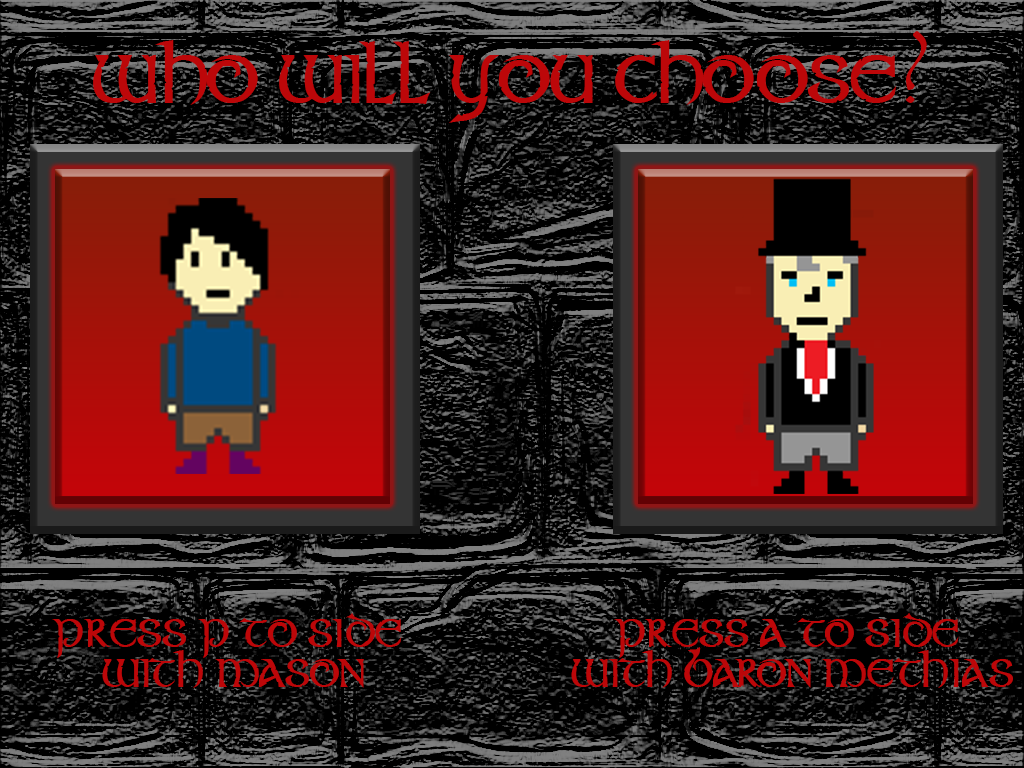 Who will you choose?
Press P to side
with Mason
Press A to side
with Baron Methias